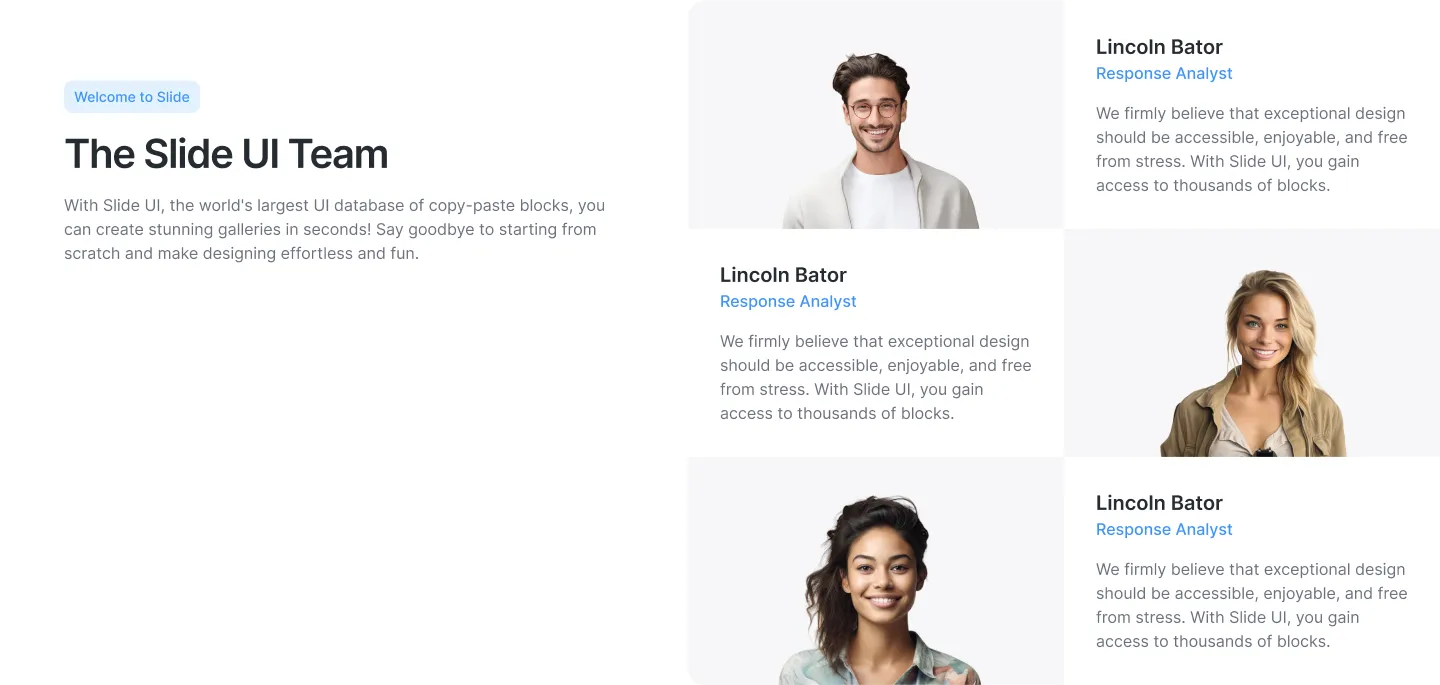 Welcome to Slide
The Slide UI Team
With Slide UI, the world's largest UI database of copy-paste blocks, you
can create stunning galleries in seconds! Say goodbye to starting from
scratch and make designing effortless and fun.
Lincoln Bator
Response Analyst
We firmly believe that exceptional design
should be accessible, enjoyable, and free
from stress. With Slide UI, you gain
access to thousands of blocks.
Lincoln Bator
Response Analyst
We firmly believe that exceptional design
should be accessible, enjoyable, and free
from stress. With Slide UI, you gain
access to thousands of blocks.
Lincoln Bator
Response Analyst
We firmly believe that exceptional design
should be accessible, enjoyable, and free
from stress. With Slide UI, you gain
access to thousands of blocks.